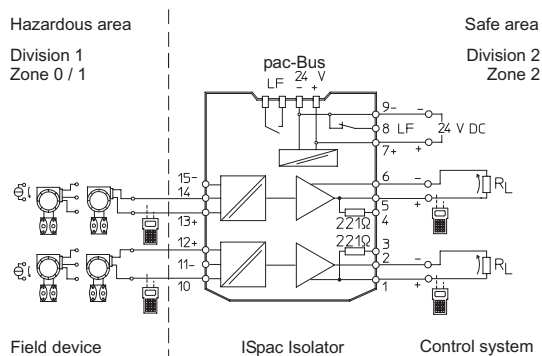 Hazardous area
Safe area
Division 1
Zone 0 / 1
Division 2
Zone 2
pac-Bus
LF 24 V
- +
9-
8 LF
7+
- +
24 V DC
15-
14
13+
12+
11-
10
6
5
4
3
2
1
221Ω
221Ω
- +
RL
- +
RL
Field device
ISpac Isolator
Control system